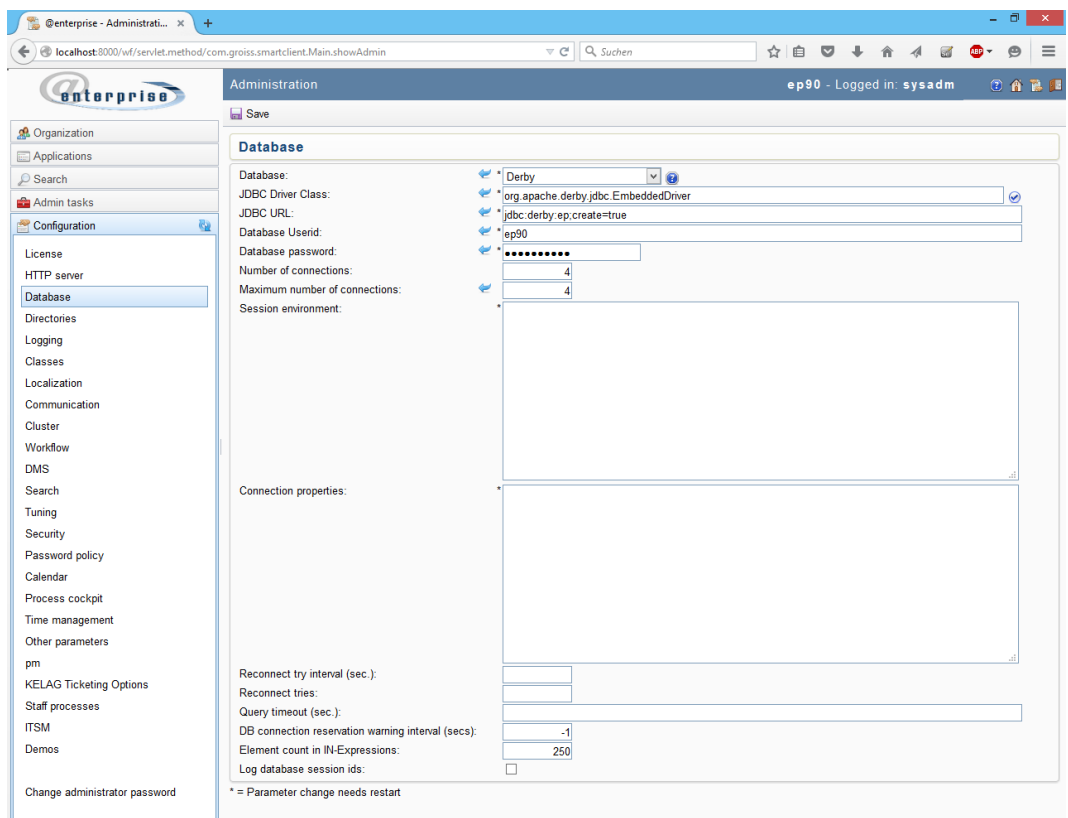 @enterprise - Administrati... × +
localhost:8000/wf/servlet.method/com.groiss.smartclient.Main.showAdmin Suchen ABP
@enterprise
Administration ep90 - Logged in: sysadm
Save
Organization
Applications
Search
Admin tasks
Configuration
License
HTTP server
Database
Directories
Logging
Classes
Localization
Communication
Cluster
Workflow
DMS
Search
Tuning
Security
Password policy
Calendar
Process cockpit
Time management
Other parameters
pm
KELAG Ticketing Options
Staff processes
ITSM
Demos
Change administrator password
Database
Database: * Derby
JDBC Driver Class: * org.apache.derby.jdbc.EmbeddedDriver
JDBC URL: * jdbc:derby:ep;create=true
Database Userid: * ep90
Database password: * ●●●●●●●●●●
Number of connections: 4
Maximum number of connections: 4
Session environment: *
Connection properties: *
Reconnect try interval (sec.):
Reconnect tries:
Query timeout (sec.):
DB connection reservation warning interval (secs): -1
Element count in IN-Expressions: 250
Log database session ids:
* = Parameter change needs restart